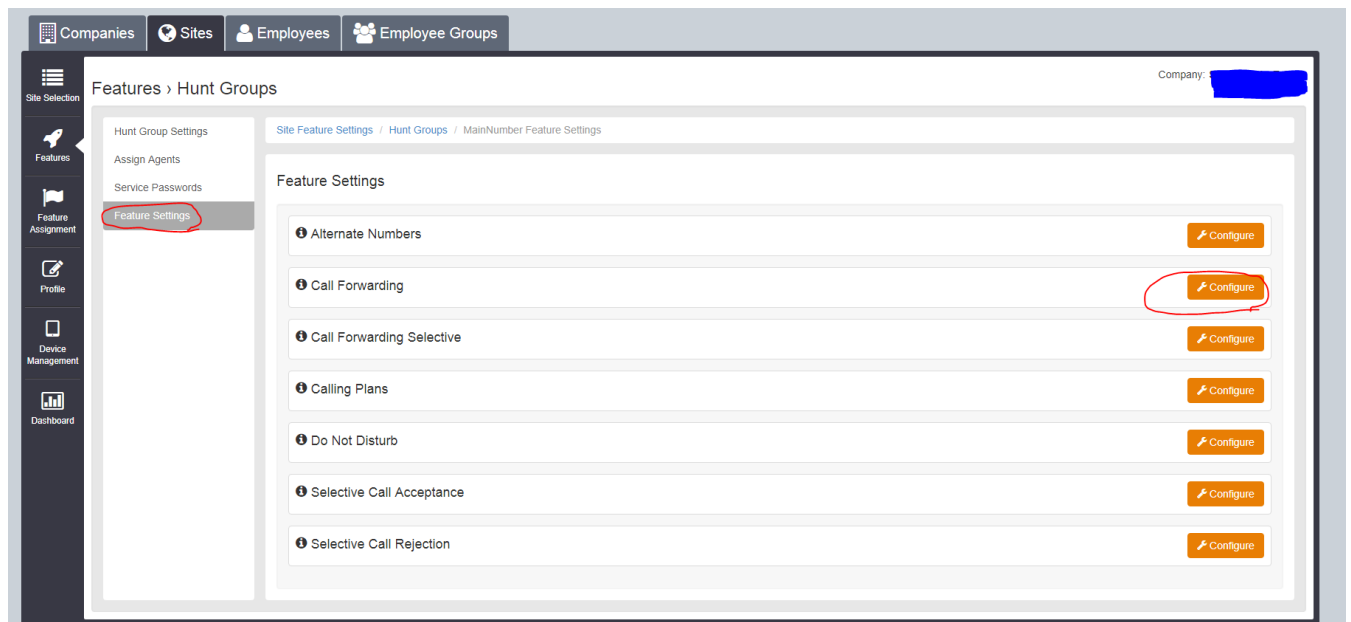 Companies
Sites
Employees
Employee Groups
Company:
Site Selection
Features › Hunt Groups
Features
Feature
Assignment
Profile
Device
Management
Dashboard
Hunt Group Settings
Assign Agents
Service Passwords
Feature Settings
Site Feature Settings / Hunt Groups / MainNumber Feature Settings
Feature Settings
Alternate Numbers Configure
Call Forwarding Configure
Call Forwarding Selective Configure
Calling Plans Configure
Do Not Disturb Configure
Selective Call Acceptance Configure
Selective Call Rejection Configure